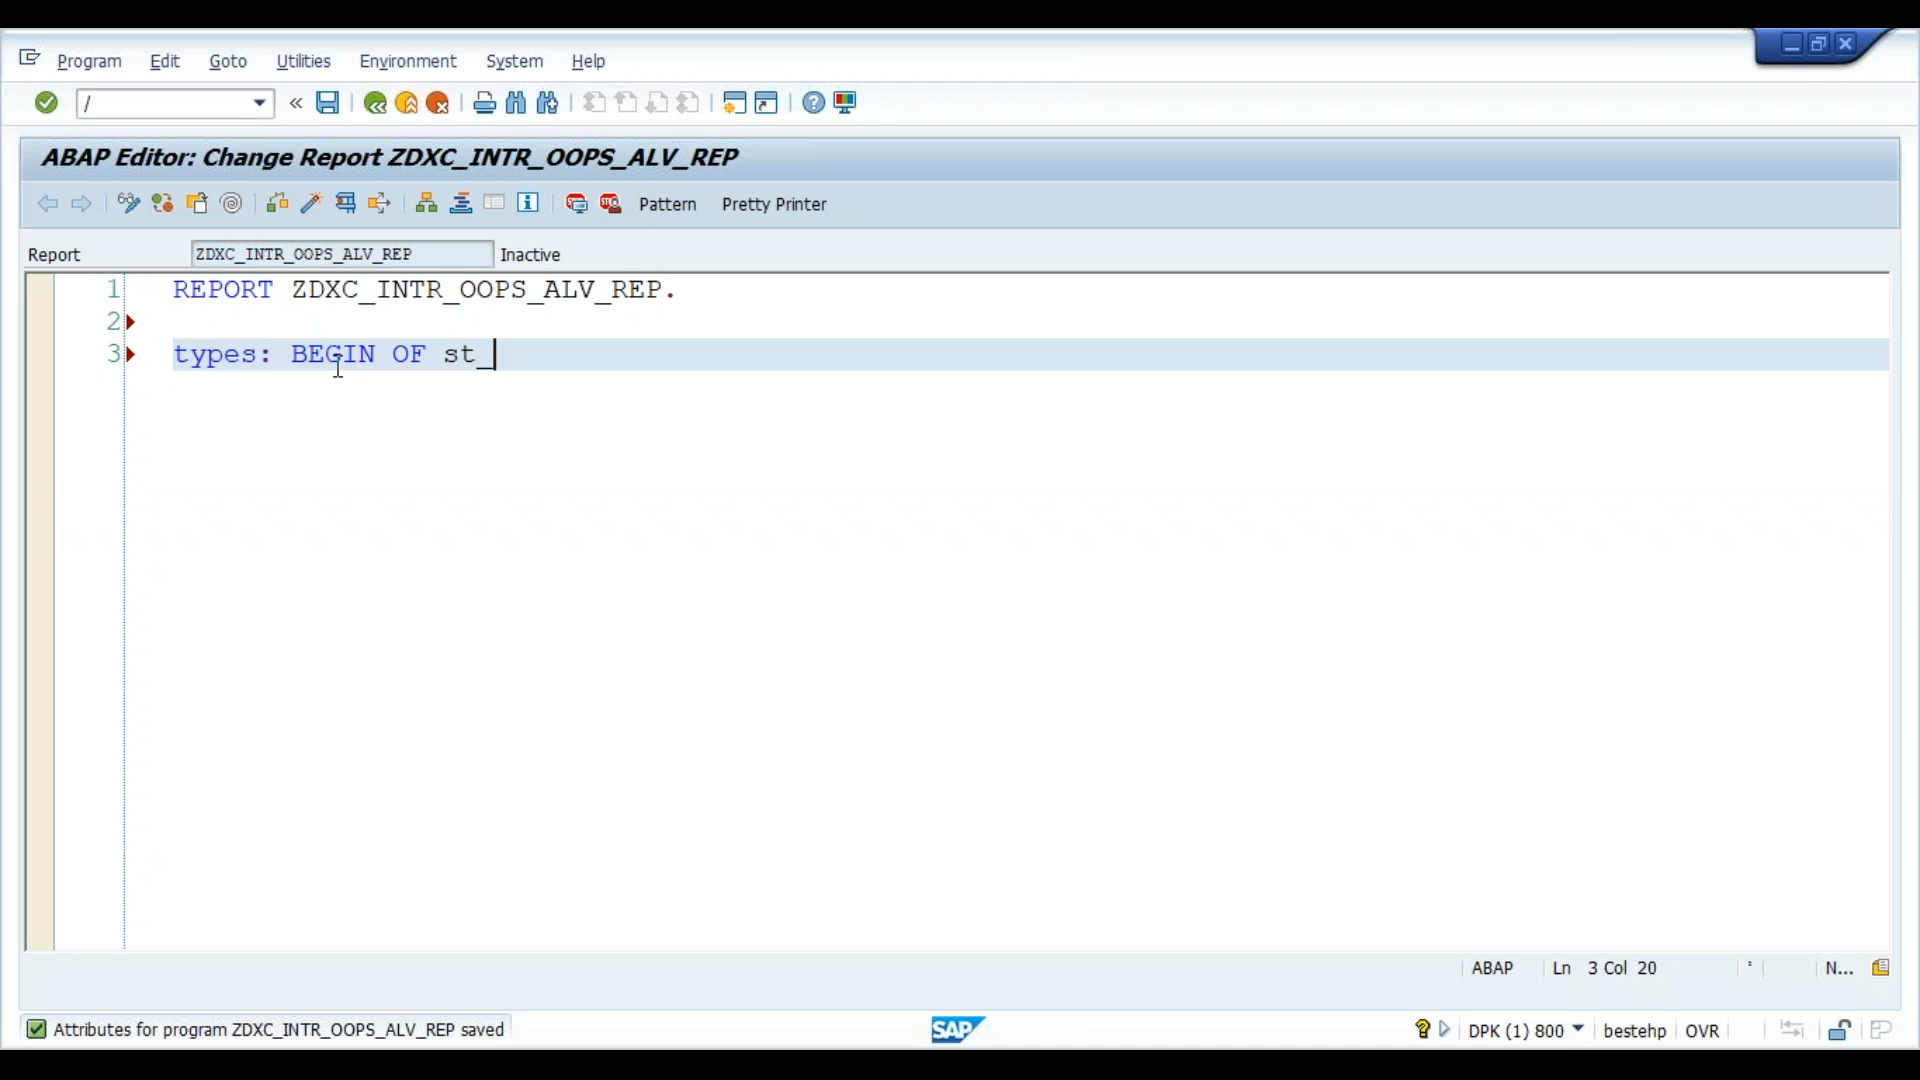 Program Edit Goto Utilities Environment System Help
/ «
ABAP Editor: Change Report ZDXC_INTR_OOPS_ALV_REP
Pattern Pretty Printer
Report ZDXC_INTR_OOPS_ALV_REP Inactive
1 REPORT ZDXC_INTR_OOPS_ALV_REP.
2
3 types: BEGIN OF st_
ABAP Ln 3 Col 20 N...
Attributes for program ZDXC_INTR_OOPS_ALV_REP saved SAP DPK (1) 800 bestehp OVR